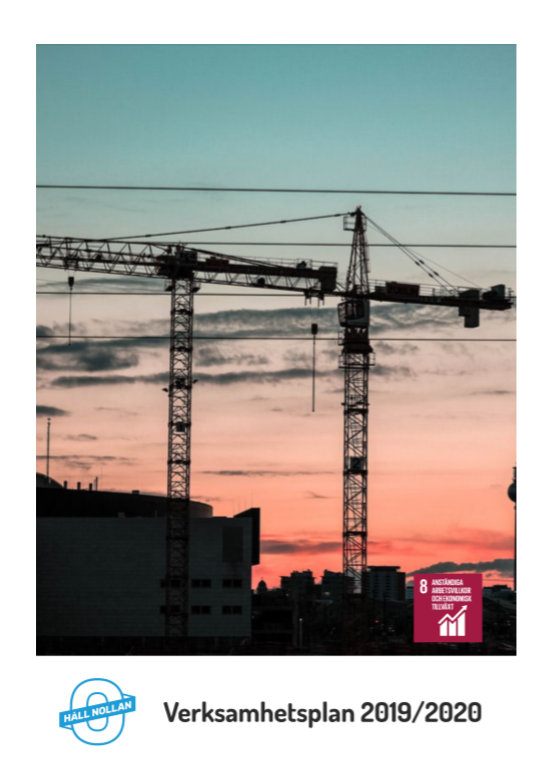 8 ANSTÄNDIGA
ARBETSVILLKOR
OCH EKONOMISK
TILLVÄXT
HÅLL NOLLAN
Verksamhetsplan 2019/2020